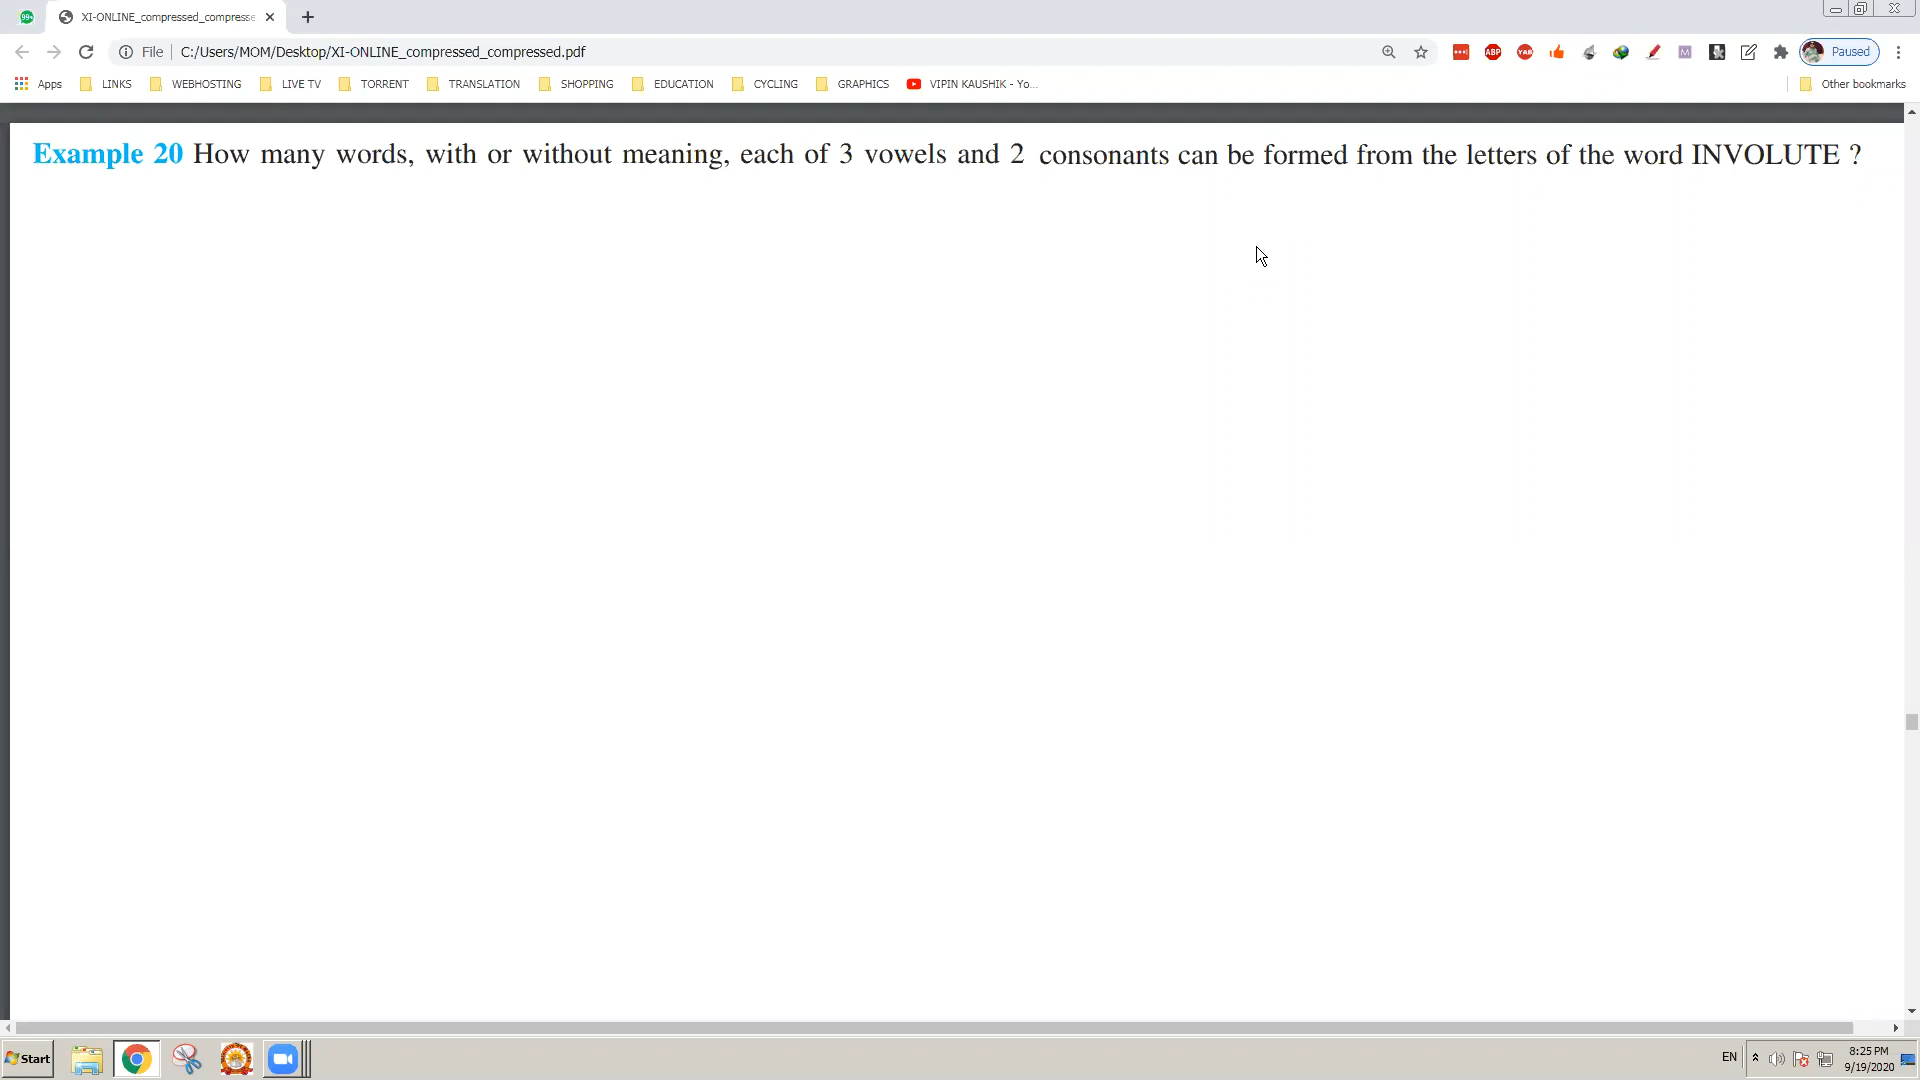 XI-ONLINE_compressed_compresse
File
C:/Users/MOM/Desktop/XI-ONLINE_compressed_compressed.pdf
ABP
YAB
M
Paused
Apps LINKS WEBHOSTING LIVE TV TORRENT TRANSLATION SHOPPING EDUCATION CYCLING GRAPHICS VIPIN KAUSHIK - Yo... Other bookmarks
Example 20 How many words, with or without meaning, each of 3 vowels and 2 consonants can be formed from the letters of the word INVOLUTE ?
Start
EN
8:25 PM
9/19/2020